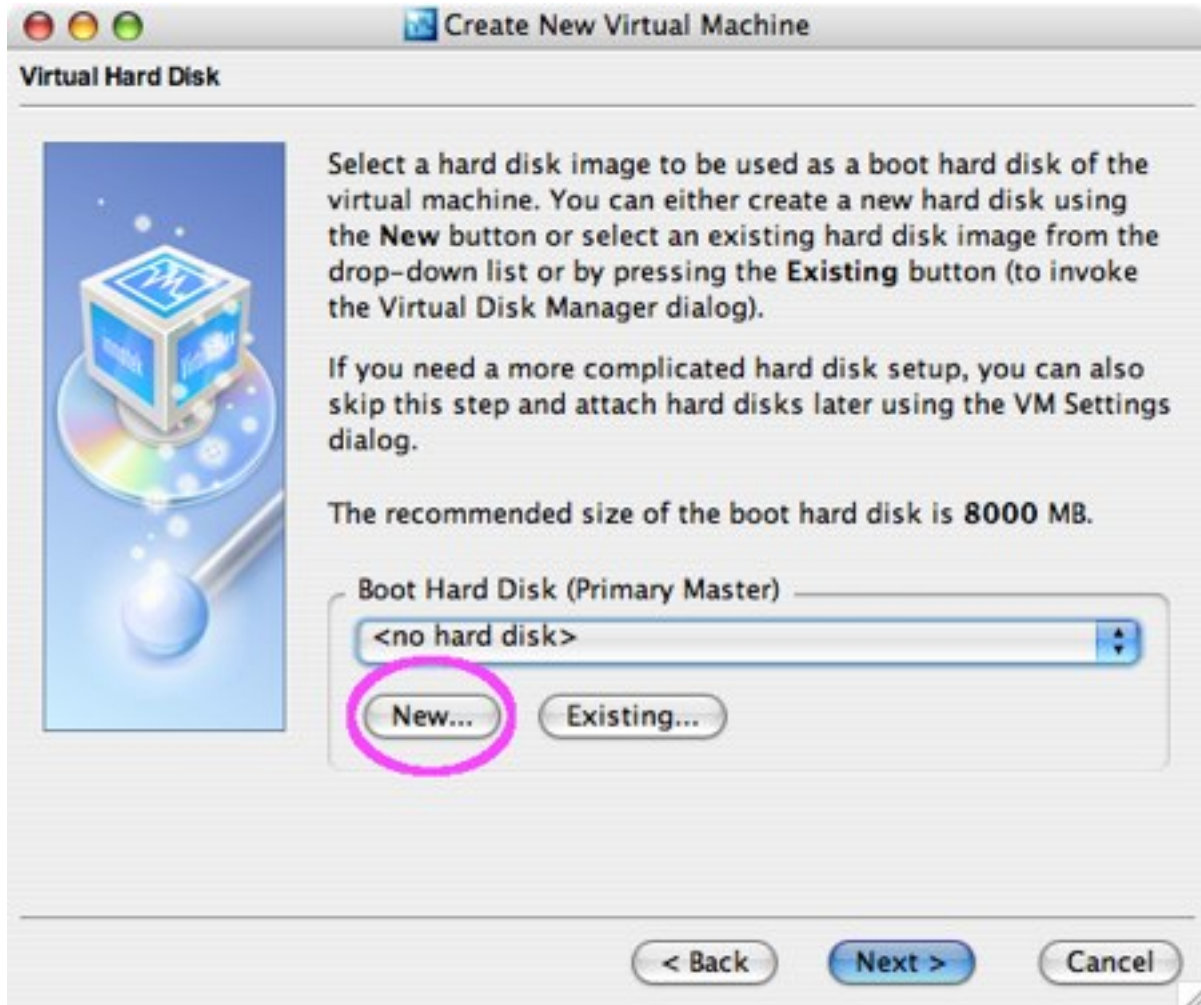 Create New Virtual Machine
Virtual Hard Disk
Select a hard disk image to be used as a boot hard disk of the
virtual machine. You can either create a new hard disk using
the New button or select an existing hard disk image from the
drop-down list or by pressing the Existing button (to invoke
the Virtual Disk Manager dialog).
If you need a more complicated hard disk setup, you can also
skip this step and attach hard disks later using the VM Settings
dialog.
The recommended size of the boot hard disk is 8000 MB.
Boot Hard Disk (Primary Master)
<no hard disk>
New... Existing...
< Back Next > Cancel
innotek